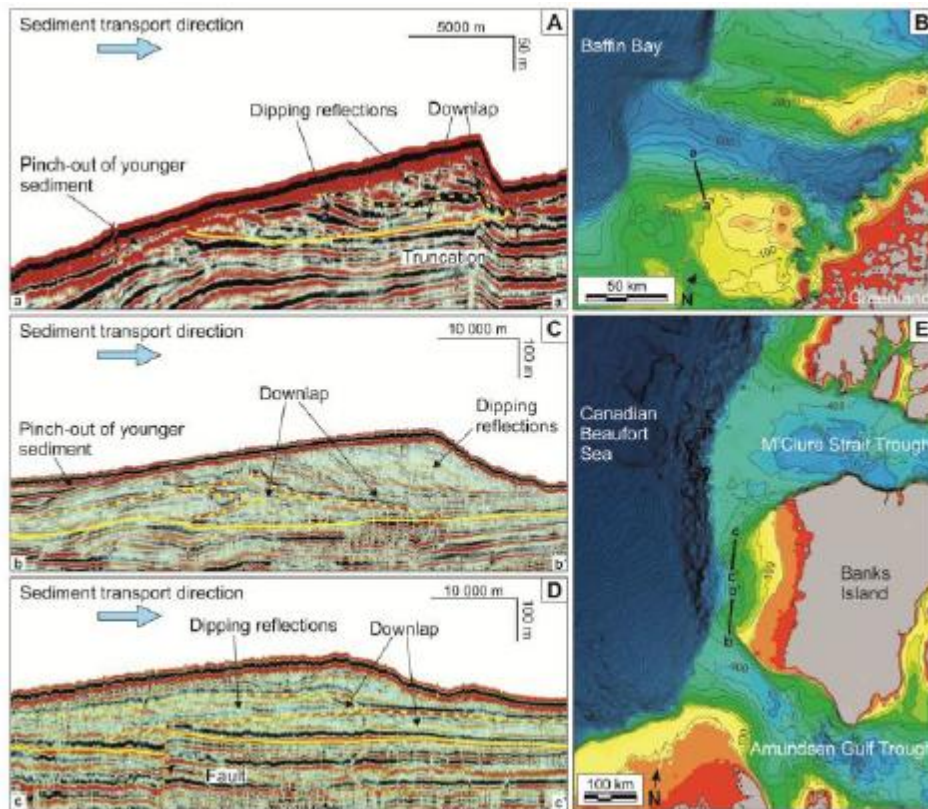 Sediment transport direction
A
5000 m
50 m
Dipping reflections
Downlap
Pinch-out of younger
sediment
Truncation
a
a'
B
Baffin Bay
50 km
N
Greenland
Sediment transport direction
C
10 000 m
100 m
Downlap
Dipping
reflections
Pinch-out of younger
sediment
b
b'
Sediment transport direction
D
10 000 m
100 m
Dipping reflections
Downlap
Fault
c
c'
E
Canadian
Beaufort
Sea
400
M'Clure Strait Trough
Banks
Island
Amundsen Gulf Trough
100 km
N